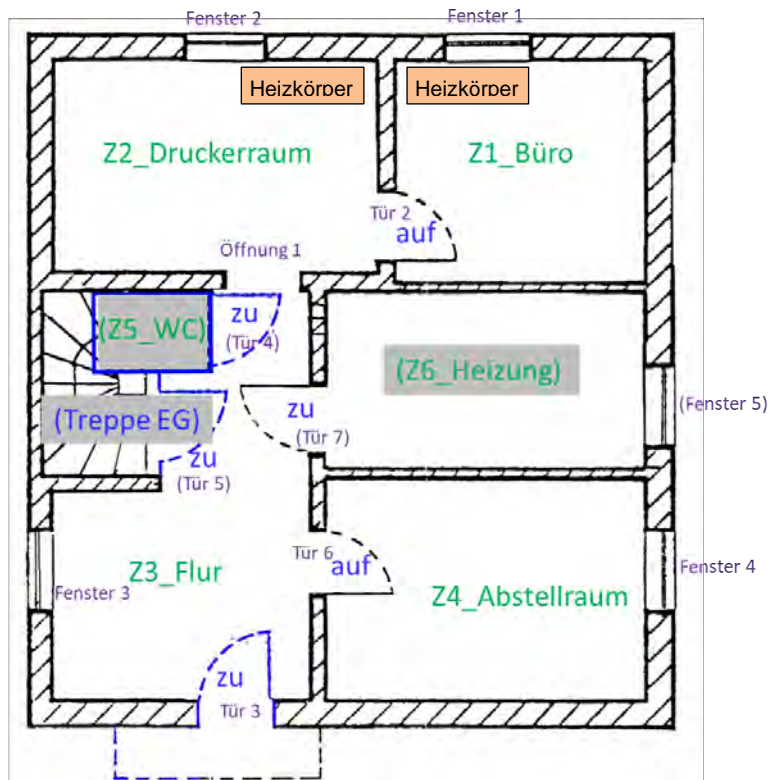 Fenster 2
Fenster 1
Heizkörper
Heizkörper
Z2_Druckerraum
Z1_Büro
Tür 2
auf
Öffnung 1
(Z5_WC)
zu
(Tür 4)
(Z6_Heizung)
(Treppe EG)
zu
(Tür 7)
(Fenster 5)
zu
(Tür 5)
Tür 6
auf
Z3_Flur
Fenster 3
Z4_Abstellraum
Fenster 4
zu
Tür 3